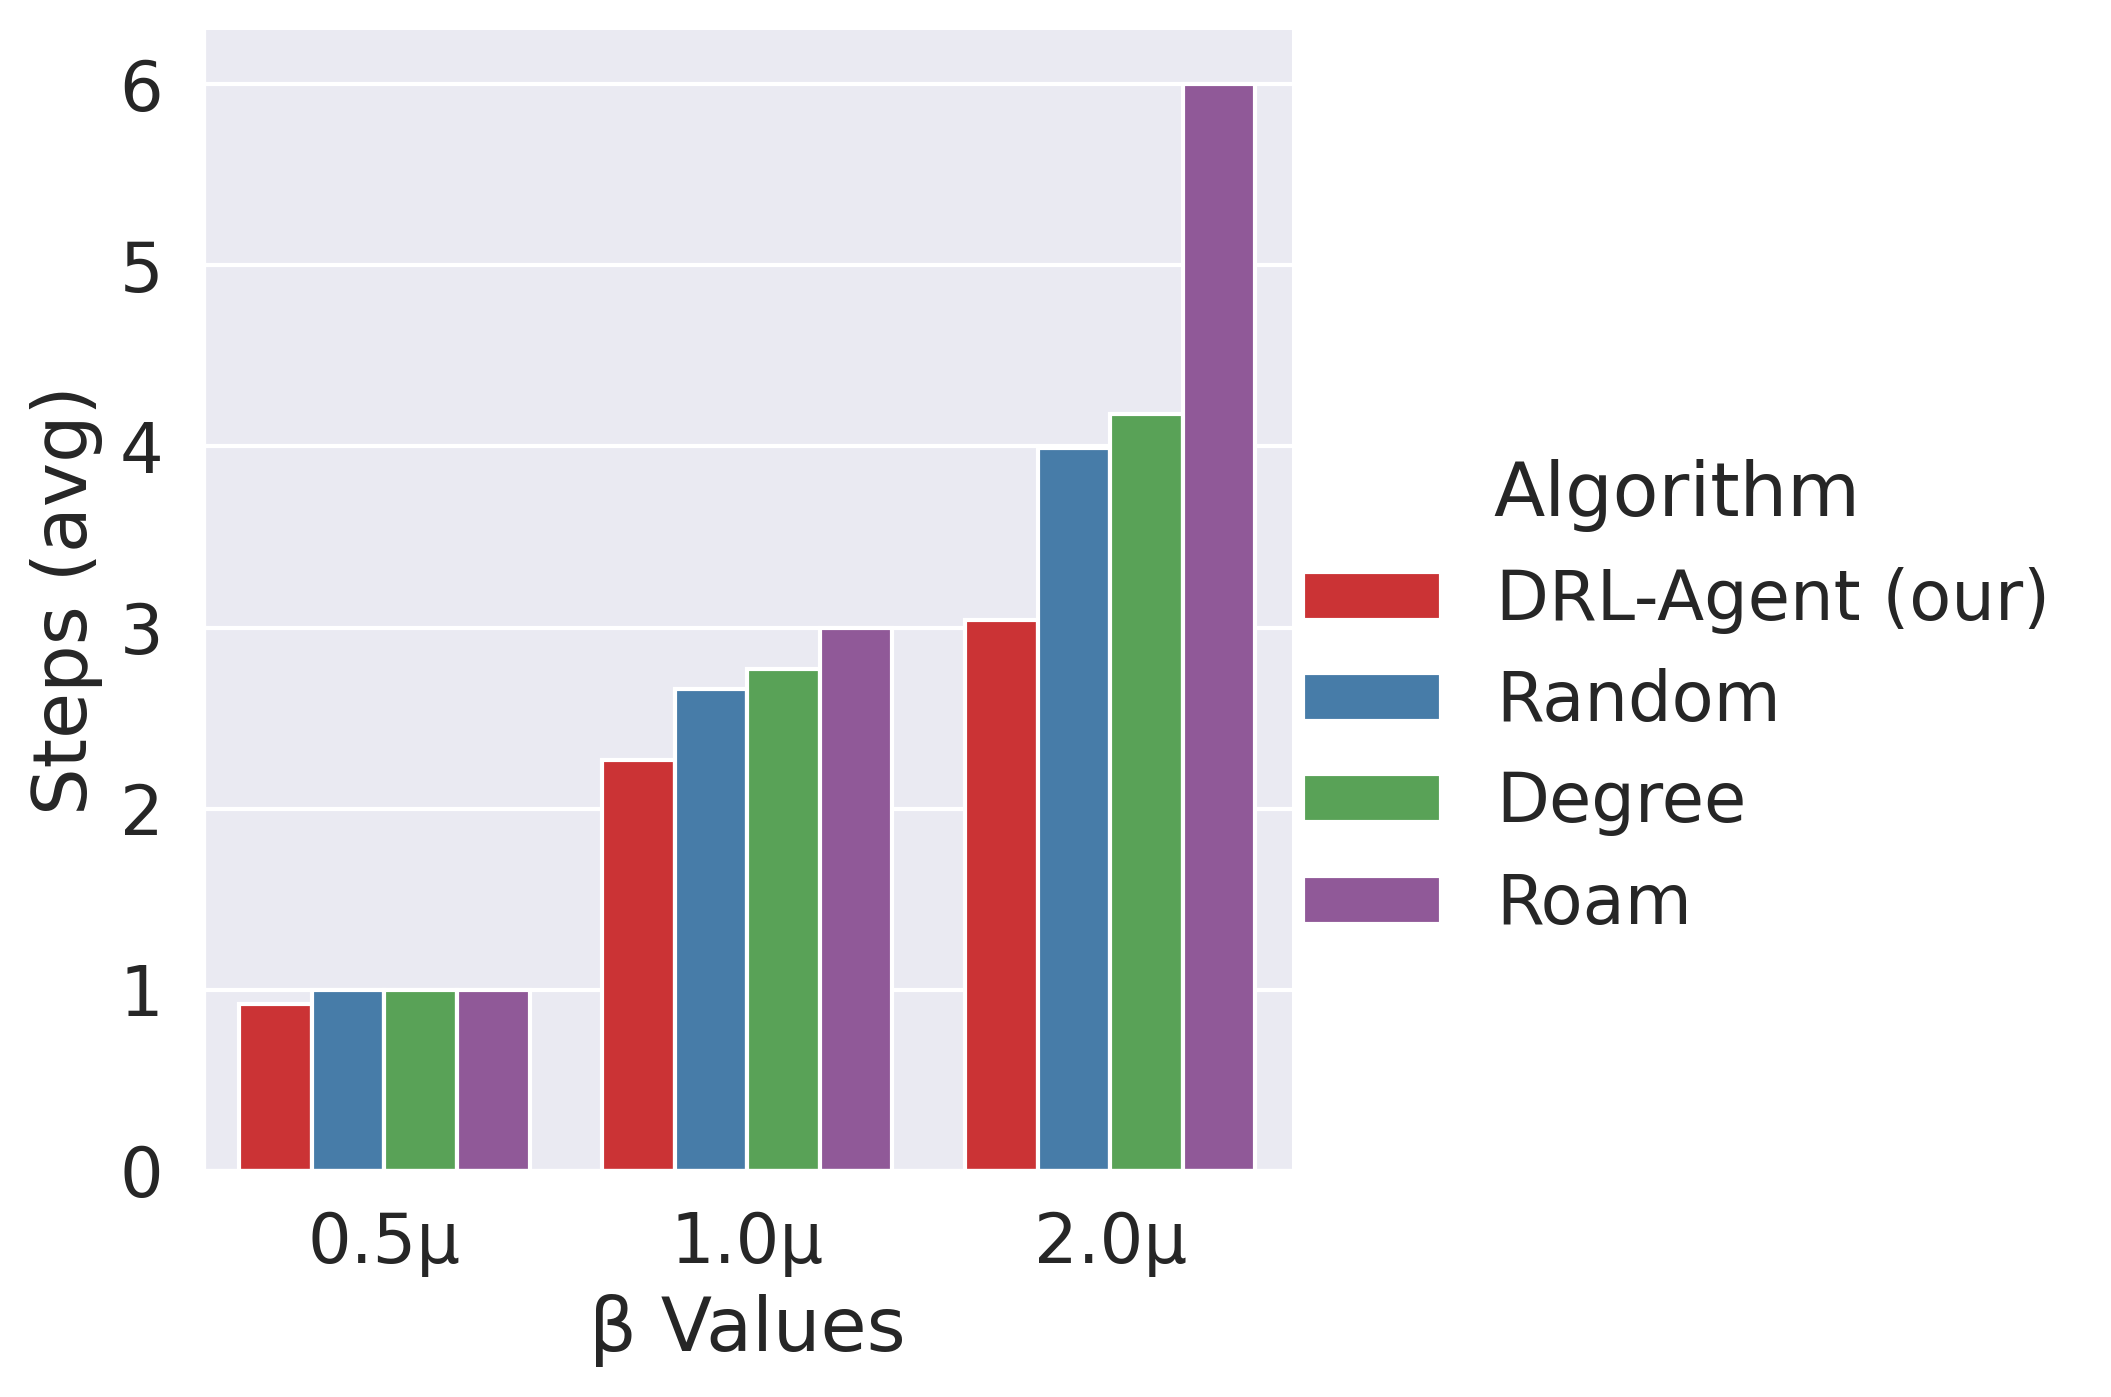 6
5
4
3
2
1
0
Steps (avg)
0.5μ
1.0μ
2.0μ
β Values
Algorithm
DRL-Agent (our)
Random
Degree
Roam